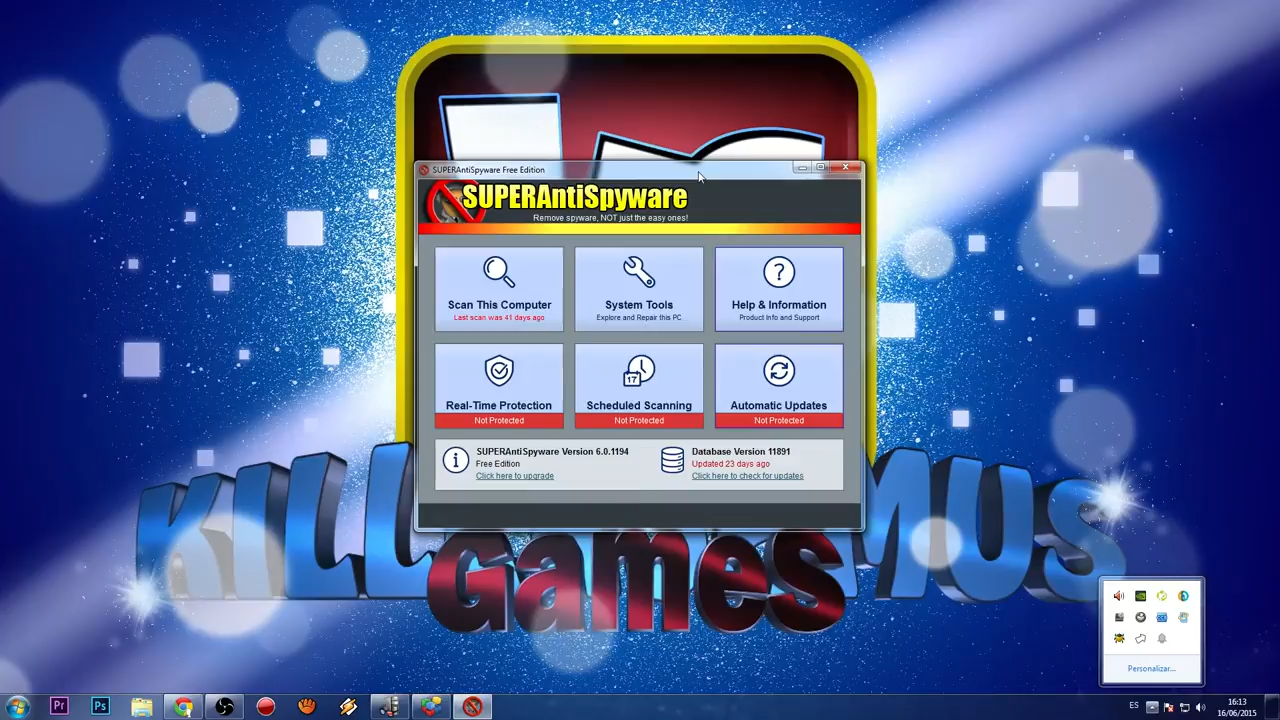 SUPERAntiSpyware Free Edition
SUPERAntiSpyware
Remove spyware, NOT just the easy ones!
Scan This Computer
Last scan was 41 days ago
System Tools
Explore and Repair this PC
?
Help & Information
Product Info and Support
Real-Time Protection
Not Protected
17
Scheduled Scanning
Not Protected
Automatic Updates
Not Protected
SUPERAntiSpyware Version 6.0.1194
Free Edition
Click here to upgrade
Database Version 11891
Updated 23 days ago
Click here to check for updates
Games
Personalizar...
Pr
Ps
ES
16:13
16/06/2015